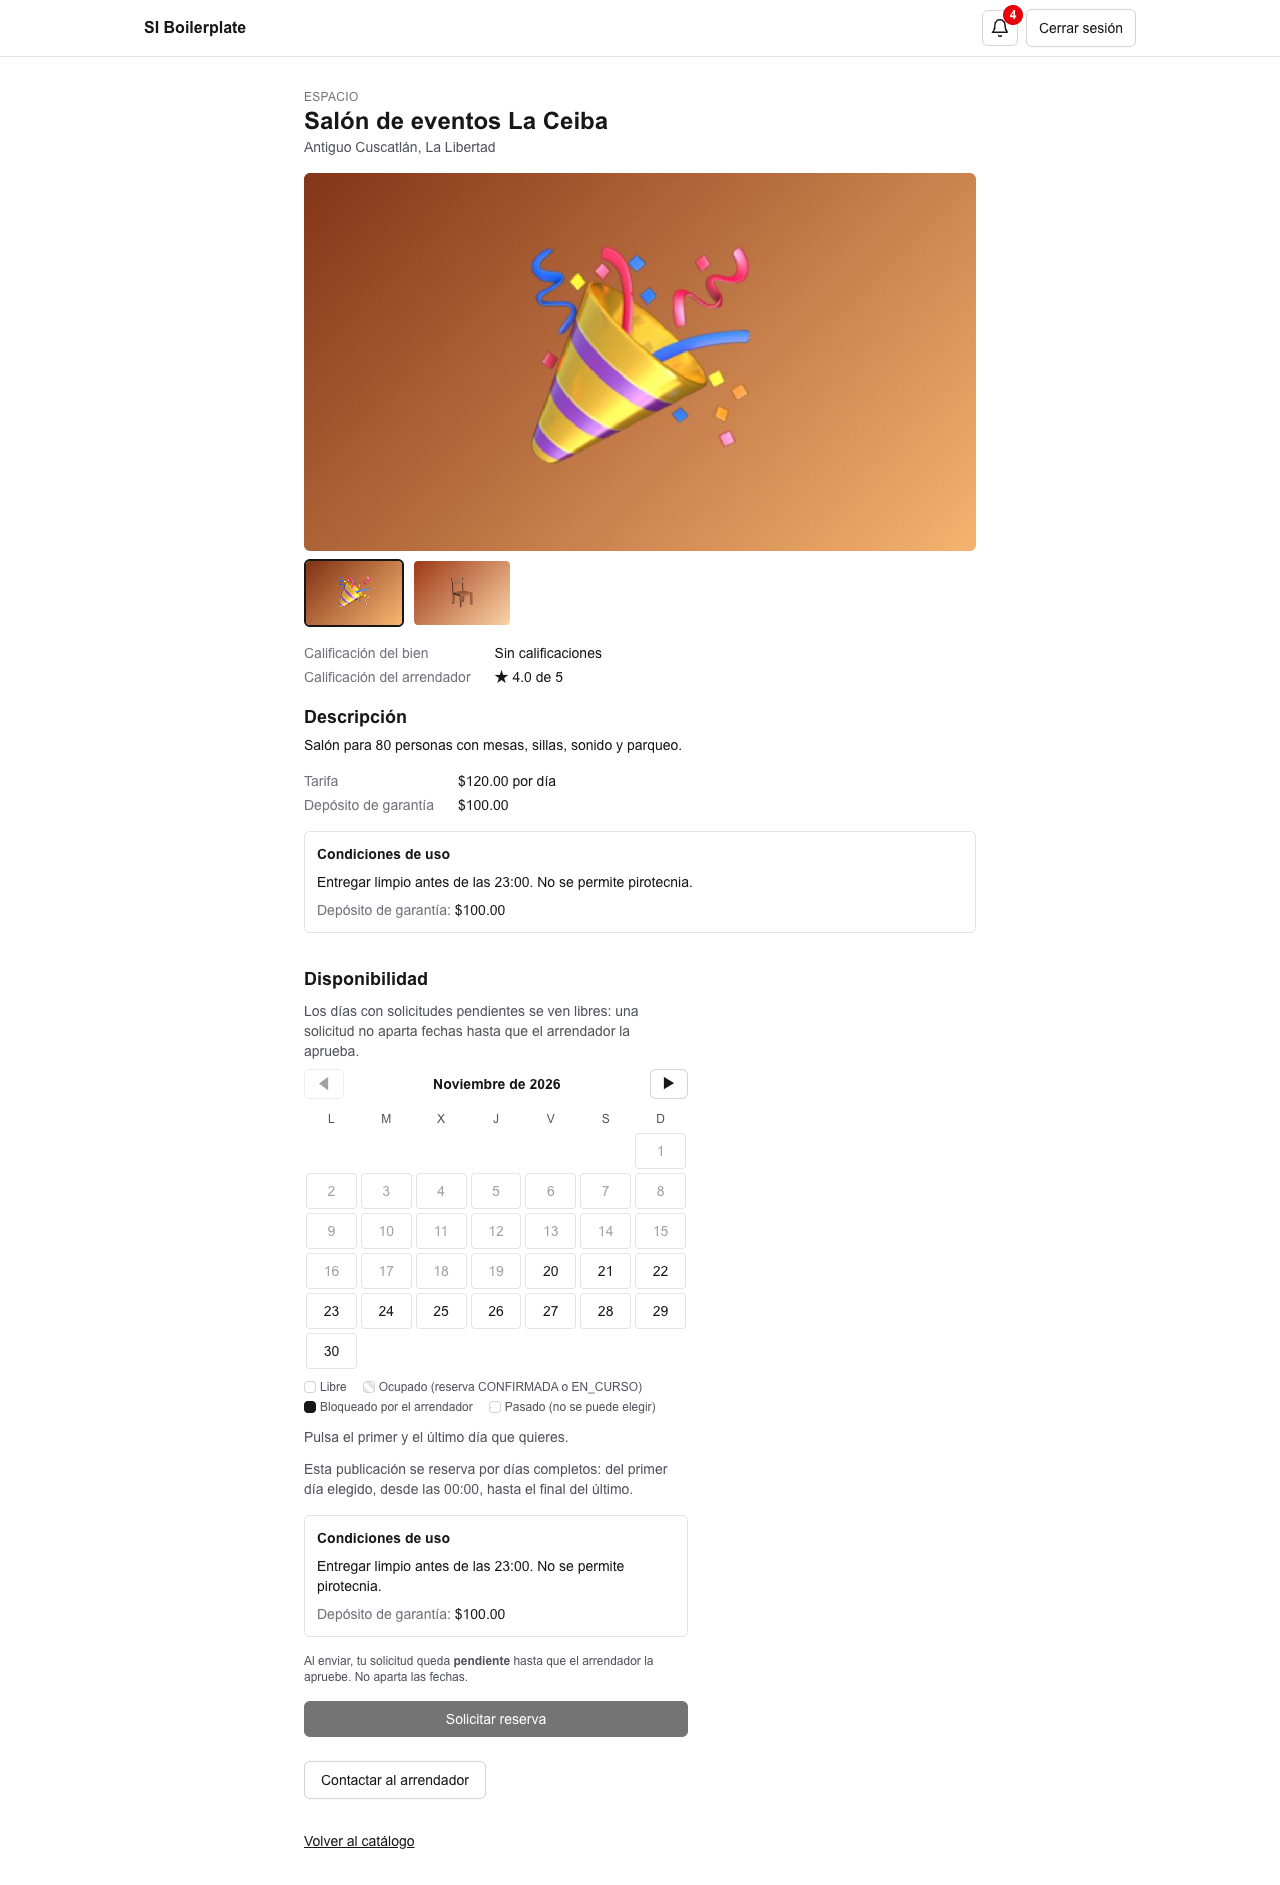 SI Boilerplate
4
Cerrar sesión
ESPACIO
Salón de eventos La Ceiba
Antiguo Cuscatlán, La Libertad
Calificación del bien Sin calificaciones
Calificación del arrendador ★ 4.0 de 5
Descripción
Salón para 80 personas con mesas, sillas, sonido y parqueo.
Tarifa $120.00 por día
Depósito de garantía $100.00
Condiciones de uso
Entregar limpio antes de las 23:00. No se permite pirotecnia.
Depósito de garantía: $100.00
Disponibilidad
Los días con solicitudes pendientes se ven libres: una
solicitud no aparta fechas hasta que el arrendador la
aprueba.
Noviembre de 2026
L M X J V S D
1
2 3 4 5 6 7 8
9 10 11 12 13 14 15
16 17 18 19 20 21 22
23 24 25 26 27 28 29
30
Libre Ocupado (reserva CONFIRMADA o EN_CURSO)
Bloqueado por el arrendador Pasado (no se puede elegir)
Pulsa el primer y el último día que quieres.
Esta publicación se reserva por días completos: del primer
día elegido, desde las 00:00, hasta el final del último.
Condiciones de uso
Entregar limpio antes de las 23:00. No se permite
pirotecnia.
Depósito de garantía: $100.00
Al enviar, tu solicitud queda pendiente hasta que el arrendador la
apruebe. No aparta las fechas.
Solicitar reserva
Contactar al arrendador
Volver al catálogo